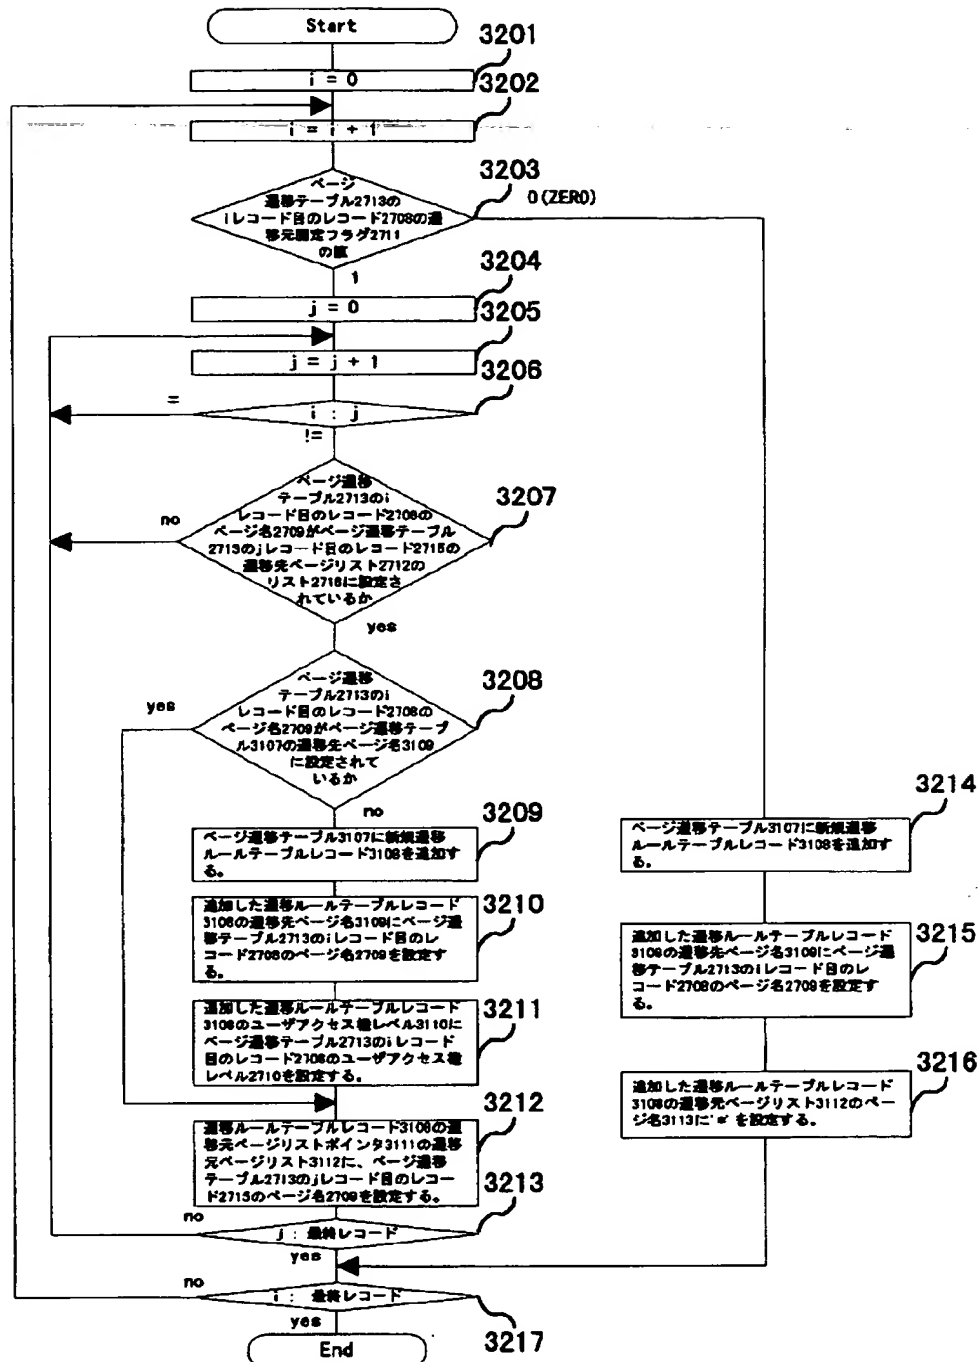 Start
3201
i = 0
3202
i = i + 1
3203
ページ
遷移テーブル2713の
iレコード目のレコード2708の遷
移元固定フラグ2711
の値
0(ZERO)
1
3204
j = 0
3205
j = j + 1
3206
i : j
=
!=
3207
ページ遷移
テーブル2713のi
レコード目のレコード2708の
ページ名2709がページ遷移テーブル
2713のjレコード目のレコード2715の
遷移先ページリスト2712の
リスト2716に設定さ
れているか
no
yes
3208
ページ遷移
テーブル2713のi
レコード目のレコード2708の
ページ名2709がページ遷移テーブ
ル3107の遷移先ページ名3109
に設定されて
いるか
yes
no
3209
ページ遷移テーブル3107に新規遷移
ルールテーブルレコード3108を追加す
る。
3210
追加した遷移ルールテーブルレコード
3108の遷移先ページ名3109にページ遷
移テーブル2713のiレコード目のレ
コード2708のページ名2709を設定す
る。
3211
追加した遷移ルールテーブルレコード
3108のユーザアクセス権レベル3110に
ページ遷移テーブル2713のiレコード
目のレコード2708のユーザアクセス権
レベル2710を設定する。
3212
遷移ルールテーブルレコード3108の遷
移元ページリストポインタ3111の遷移
元ページリスト3112に、ページ遷移
テーブル2713のjレコード目のレコー
ド2715のページ名2709を設定する。
3213
j : 最終レコード
no
yes
3214
ページ遷移テーブル3107に新規遷移
ルールテーブルレコード3108を追加す
る。
3215
追加した遷移ルールテーブルレコード
3108の遷移先ページ名3109にページ遷
移テーブル2713のiレコード目のレ
コード2708のページ名2709を設定す
る。
3216
追加した遷移ルールテーブルレコード
3108の遷移元ページリスト3112のペー
ジ名3113に'*' を設定する。
i : 最終レコード
no
yes
3217
End